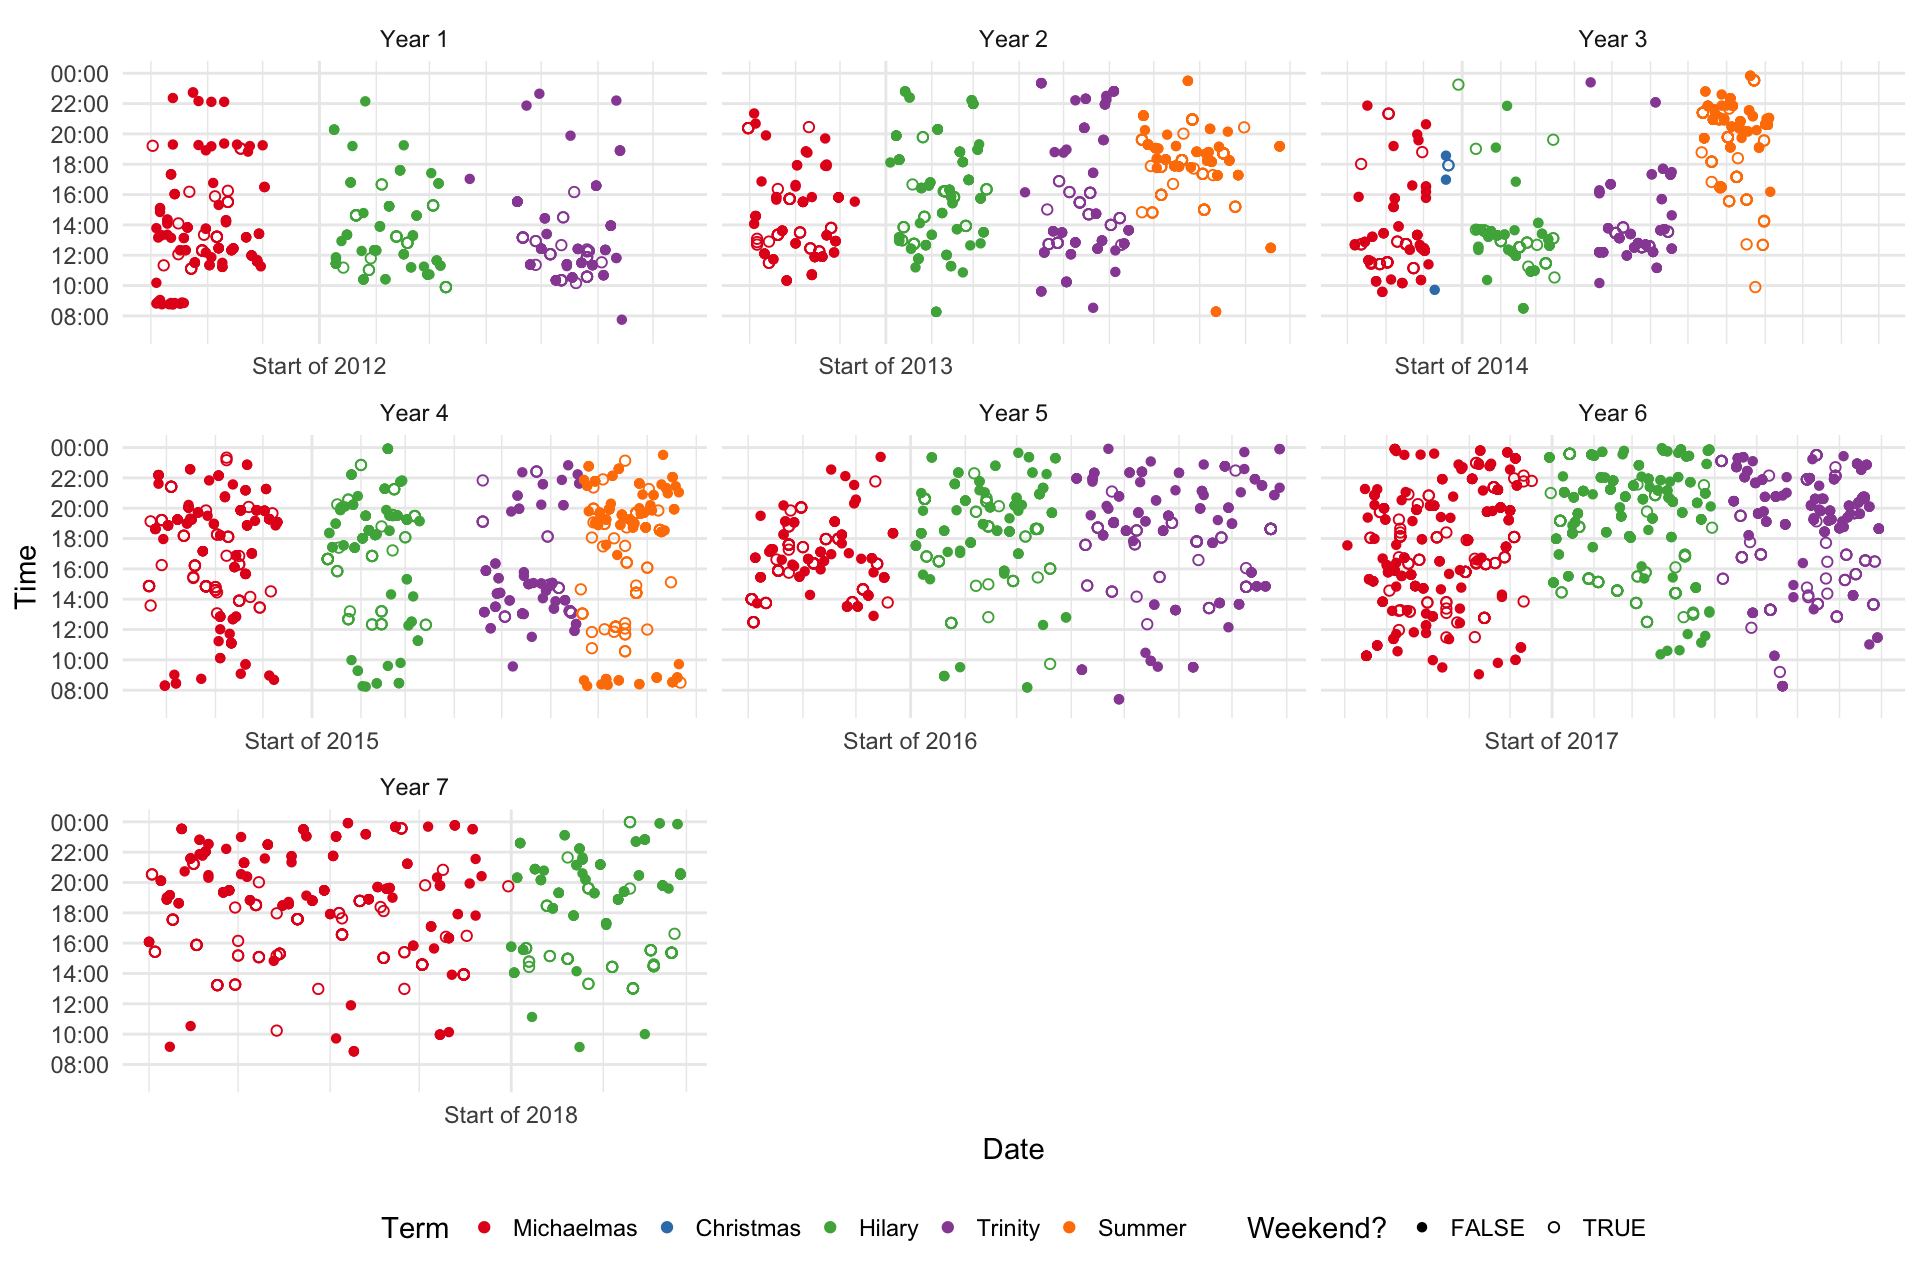 Year 1
Year 2
Year 3
00:00
22:00
20:00
18:00
16:00
14:00
12:00
10:00
08:00
Start of 2012
Start of 2013
Start of 2014
Year 4
Year 5
Year 6
00:00
22:00
20:00
18:00
16:00
14:00
12:00
10:00
08:00
Time
Start of 2015
Start of 2016
Start of 2017
Year 7
00:00
22:00
20:00
18:00
16:00
14:00
12:00
10:00
08:00
Start of 2018
Date
Term Michaelmas Christmas Hilary Trinity Summer Weekend? FALSE TRUE